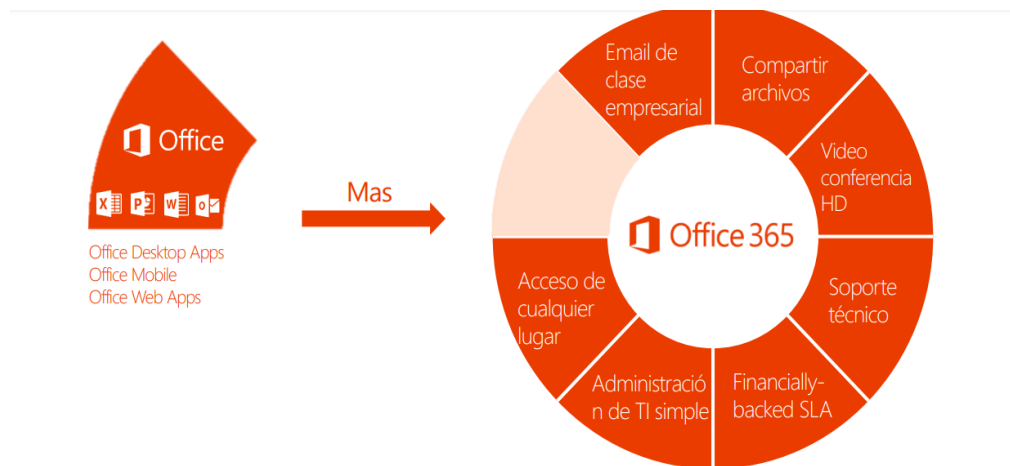 Office
Office Desktop Apps
Office Mobile
Office Web Apps
Mas
Email de
clase
empresarial
Compartir
archivos
Video
conferencia
HD
Soporte
técnico
Financially-
backed SLA
Administració
n de TI simple
Acceso de
cualquier
lugar
Office 365